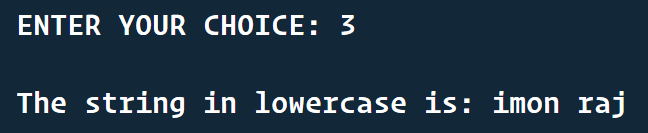 ENTER YOUR CHOICE: 3
The string in lowercase is: imon raj